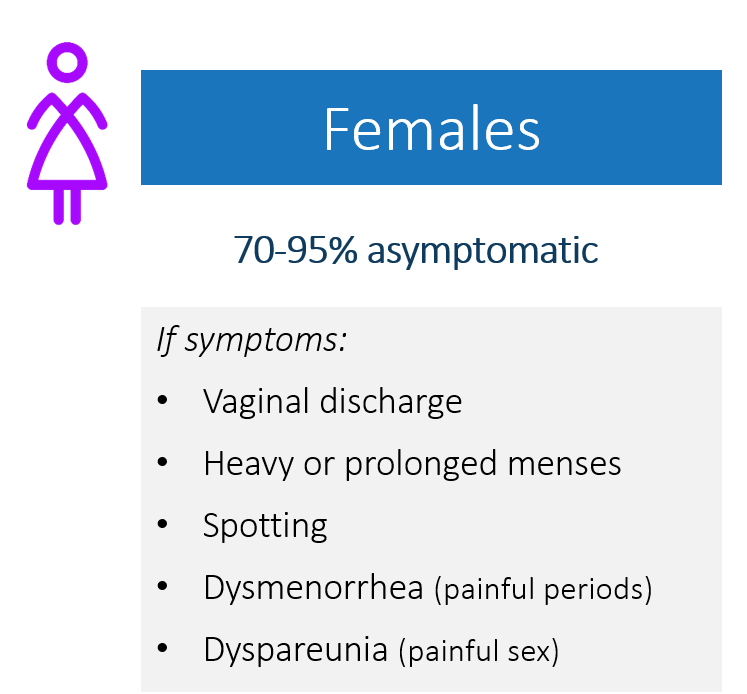 Females
70-95% asymptomatic
If symptoms:
• Vaginal discharge
• Heavy or prolonged menses
• Spotting
• Dysmenorrhea (painful periods)
• Dyspareunia (painful sex)